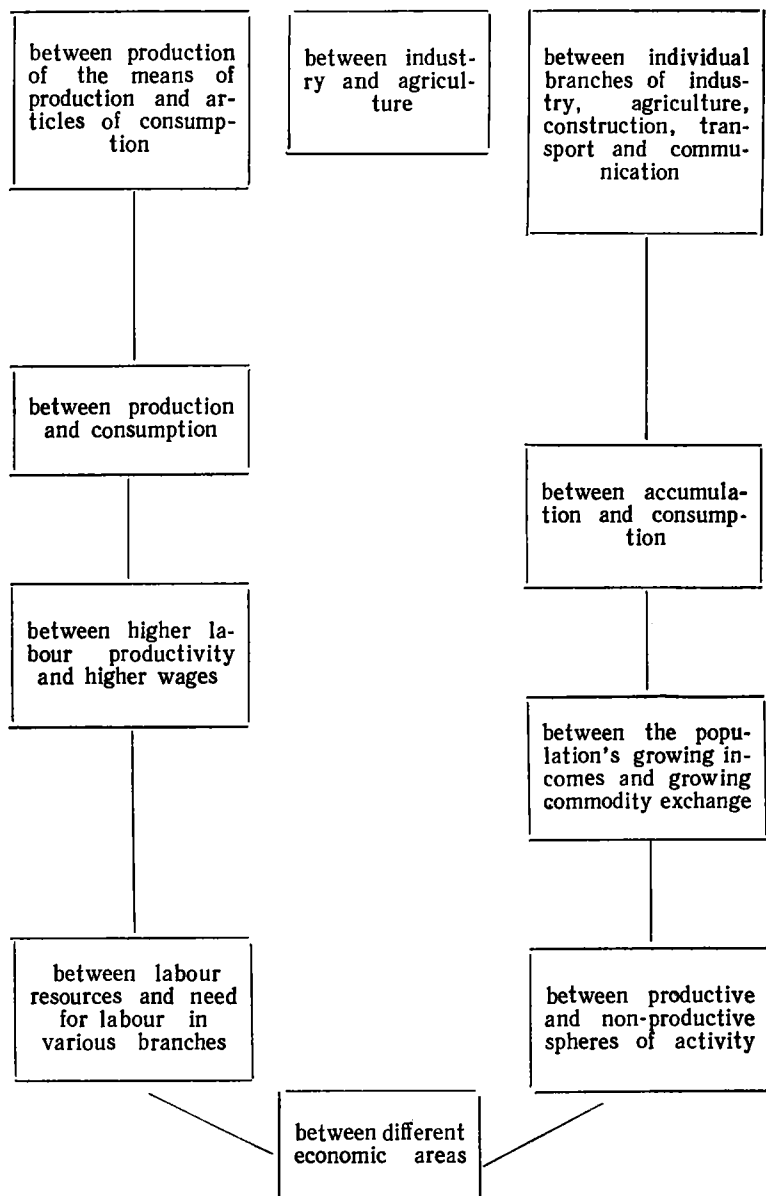 between production
of the means of
production and ar-
ticles of consump-
tion
between indust-
ry and agricul-
ture
between individual
branches of indus-
try, agriculture,
construction, tran-
sport and commu-
nication
between production
and consumption
between accumula-
tion and consump-
tion
between higher la-
bour productivity
and higher wages
between the popu-
lation's growing in-
comes and growing
commodity exchange
between labour
resources and need
for labour in
various branches
between productive
and non-productive
spheres of activity
between different
economic areas